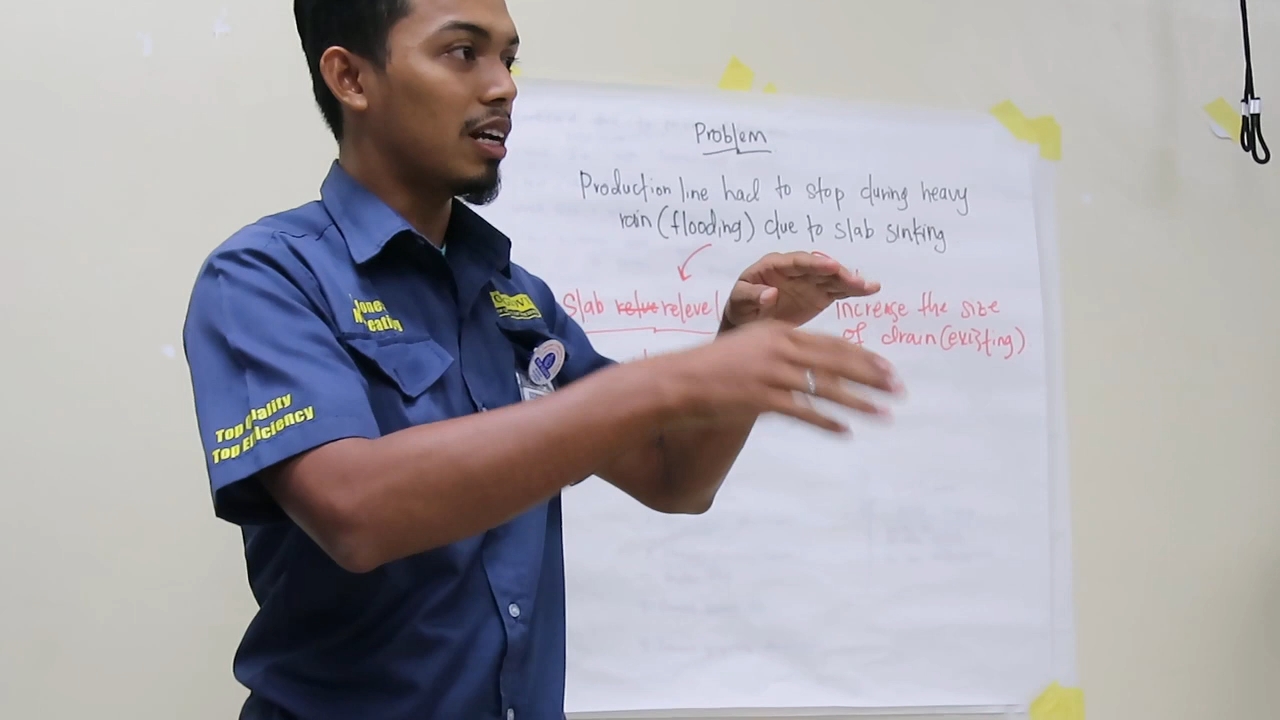 Problem
Production line had to stop during heavy
rain (flooding) due to slab sinking
Slab relevel
increase the size
of drain (existing)
Top Quality
Top Efficiency